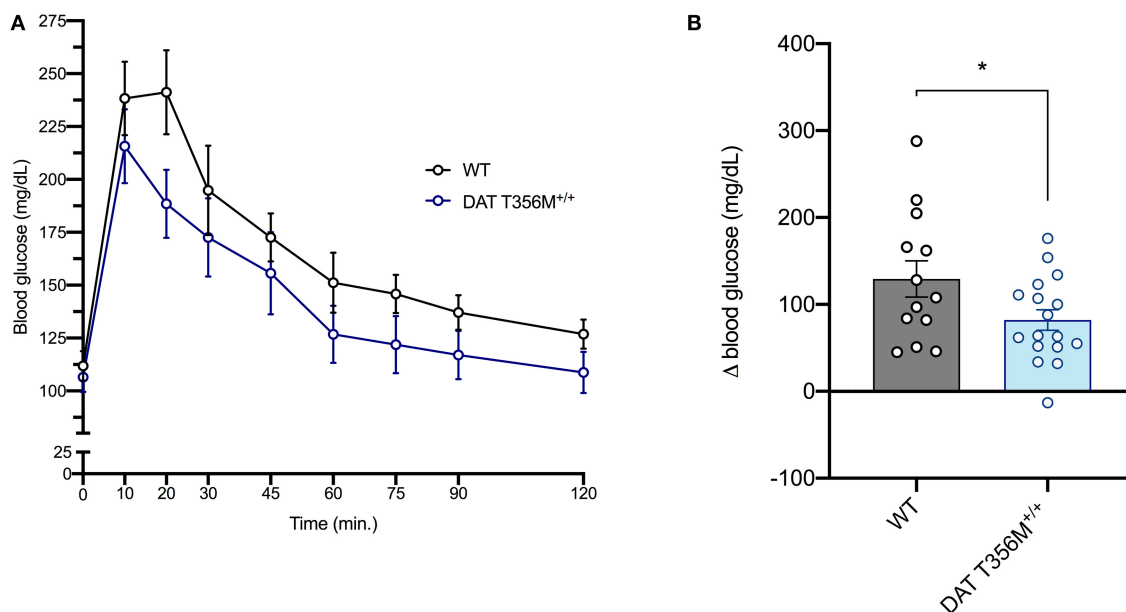 A
Blood glucose (mg/dL)
275
250
225
200
175
150
125
100
25
0
0 10 20 30 45 60 75 90 120
Time (min.)
WT
DAT T356M+/+
B
Δ blood glucose (mg/dL)
400
300
200
100
0
-100
*
WT
DAT T356M+/+